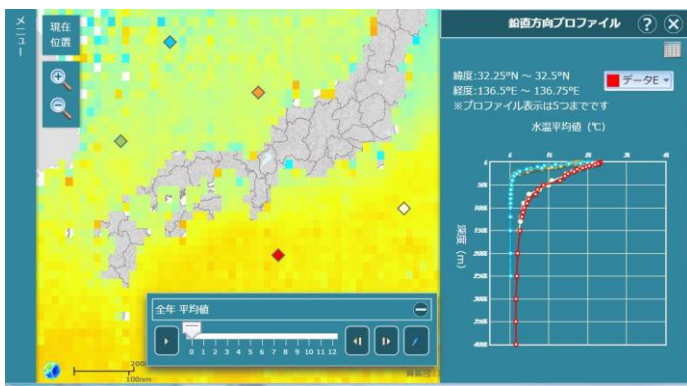 メニュー
現在
位置
鉛直方向プロファイル
?
緯度:32.25°N ～ 32.5°N
経度:136.5°E ～ 136.75°E
データE
※プロファイル表示は5つまでです
水温平均値 (℃)
深度(m)
全年 平均値
0 1 2 3 4 5 6 7 8 9 10 11 12
100nm